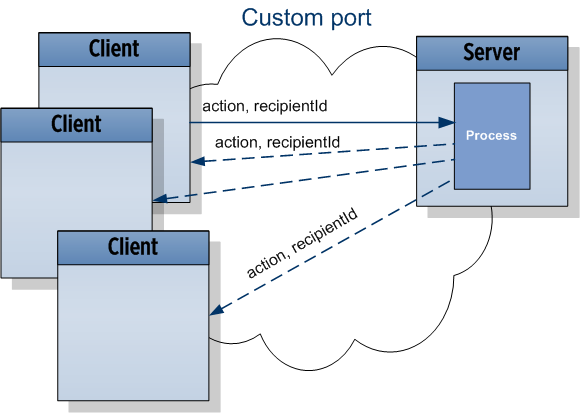 Custom port
Client
Server
action, recipientId
Client
action, recipientId
Process
Client
action, recipientId